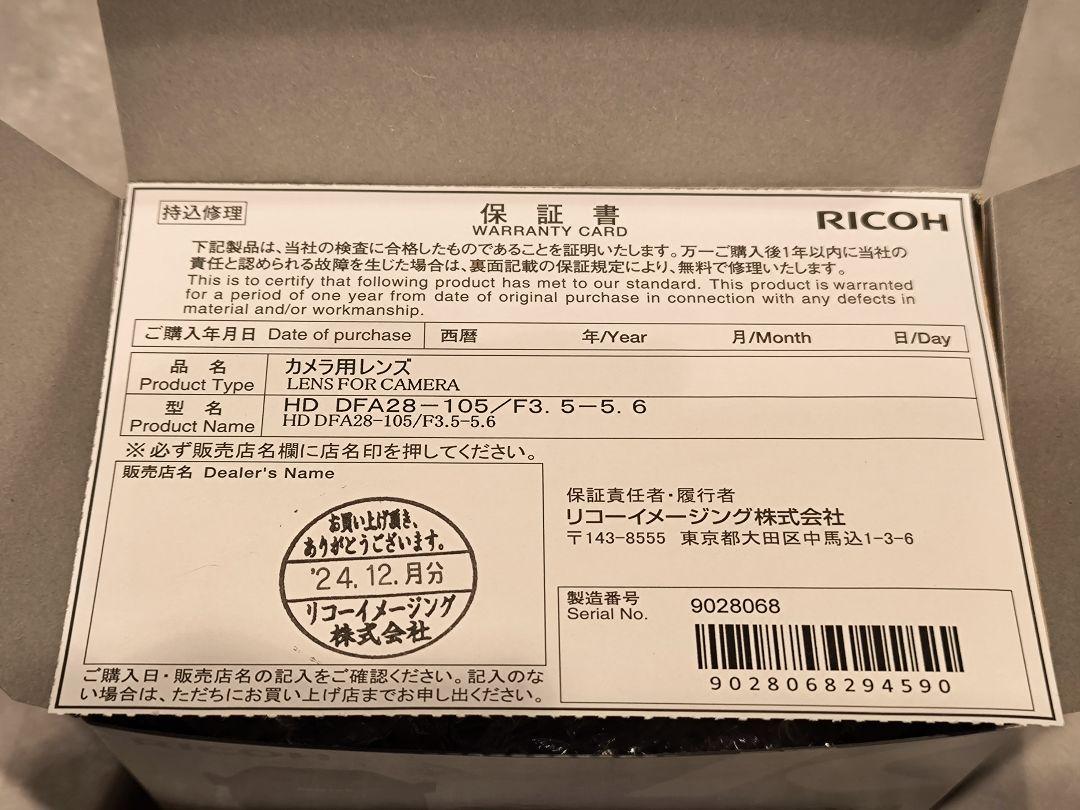 持込修理
保証書
WARRANTY CARD
RICOH
下記製品は、当社の検査に合格したものであることを証明いたします。万一ご購入後1年以内に当社の
責任と認められる故障を生じた場合は、裏面記載の保証規定により、無料で修理いたします。
This is to certify that following product has met to our standard. This product is warranted
for a period of one year from date of original purchase in connection with any defects in
material and/or workmanship.
ご購入年月日 Date of purchase 西暦 年/Year 月/Month 日/Day
品名 カメラ用レンズ
Product Type LENS FOR CAMERA
型名 HD DFA28-105/F3.5-5.6
Product Name HD DFA28-105/F3.5-5.6
※必ず販売店名欄に店名印を押してください。
販売店名 Dealer's Name
お買い上げ頂き、
ありがとうございます。
'24.12.月分
リコーイメージング
株式会社
ご購入日・販売店名の記入をご確認ください。記入のな
い場合は、ただちにお買い上げ店までお申し出ください。
保証責任者・履行者
リコーイメージング株式会社
〒143-8555 東京都大田区中馬込1-3-6
製造番号
Serial No. 9028068
9028068294590